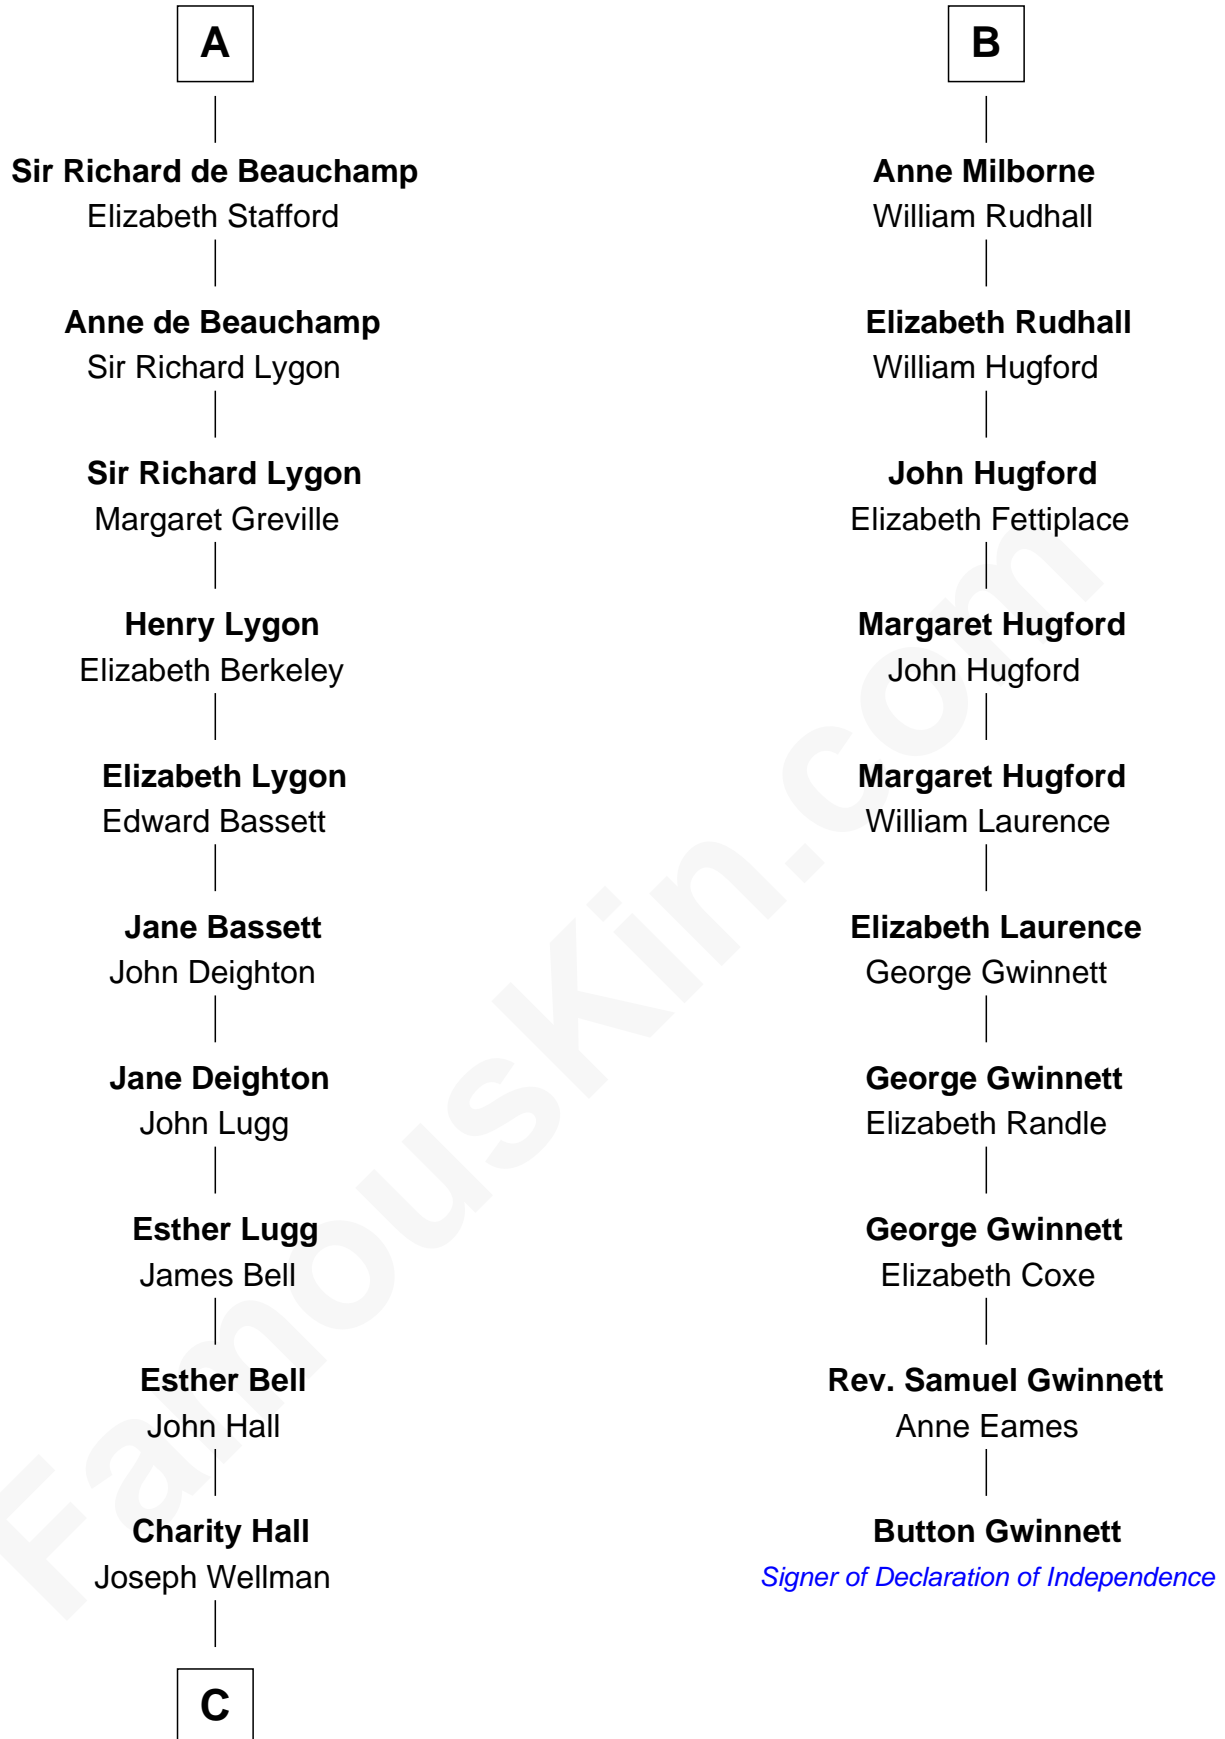 A
Sir Richard de Beauchamp
Elizabeth Stafford
Anne de Beauchamp
Sir Richard Lygon
Sir Richard Lygon
Margaret Greville
Henry Lygon
Elizabeth Berkeley
Elizabeth Lygon
Edward Bassett
Jane Bassett
John Deighton
Jane Deighton
John Lugg
Esther Lugg
James Bell
Esther Bell
John Hall
Charity Hall
Joseph Wellman
C
B
Anne Milborne
William Rudhall
Elizabeth Rudhall
William Hugford
John Hugford
Elizabeth Fettiplace
Margaret Hugford
John Hugford
Margaret Hugford
William Laurence
Elizabeth Laurence
George Gwinnett
George Gwinnett
Elizabeth Randle
George Gwinnett
Elizabeth Coxe
Rev. Samuel Gwinnett
Anne Eames
Button Gwinnett
Signer of Declaration of Independence
FamousKin.com